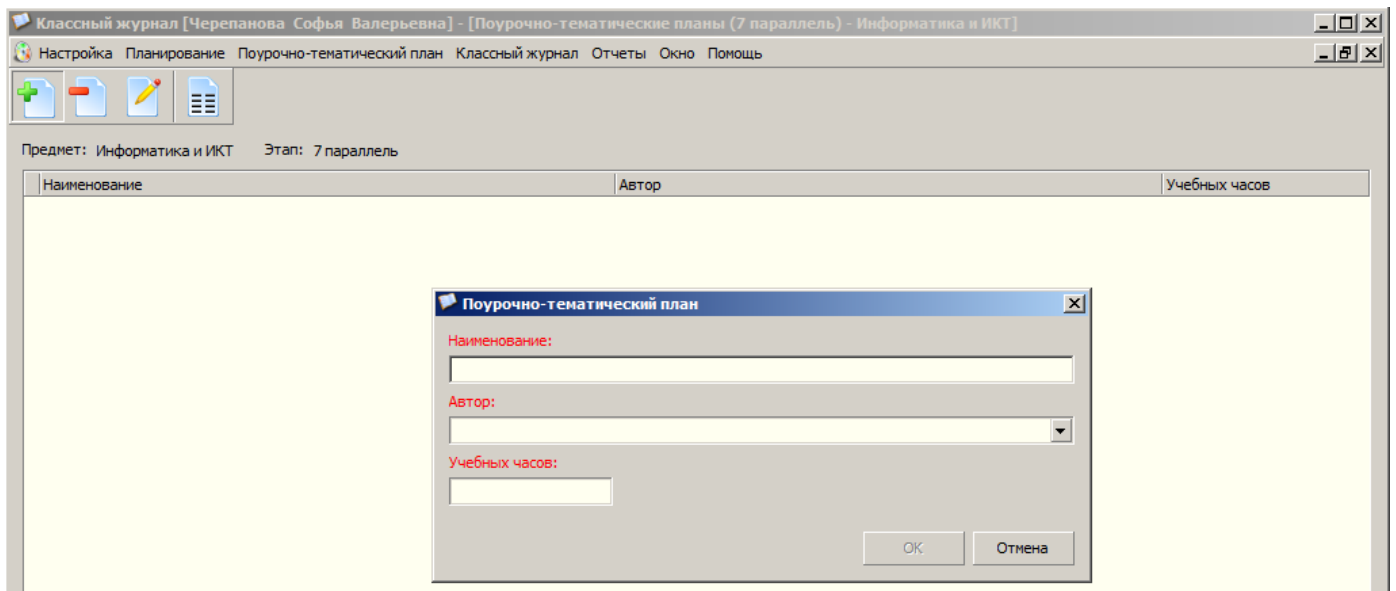 Классный журнал [Черепанова Софья Валерьевна] - [Поурочно-тематические планы (7 параллель) - Информатика и ИКТ]
Настройка Планирование Поурочно-тематический план Классный журнал Отчеты Окно Помощь
Предмет: Информатика и ИКТ Этап: 7 параллель
Наименование Автор Учебных часов
Поурочно-тематический план
Наименование:
Автор:
Учебных часов:
OK Отмена